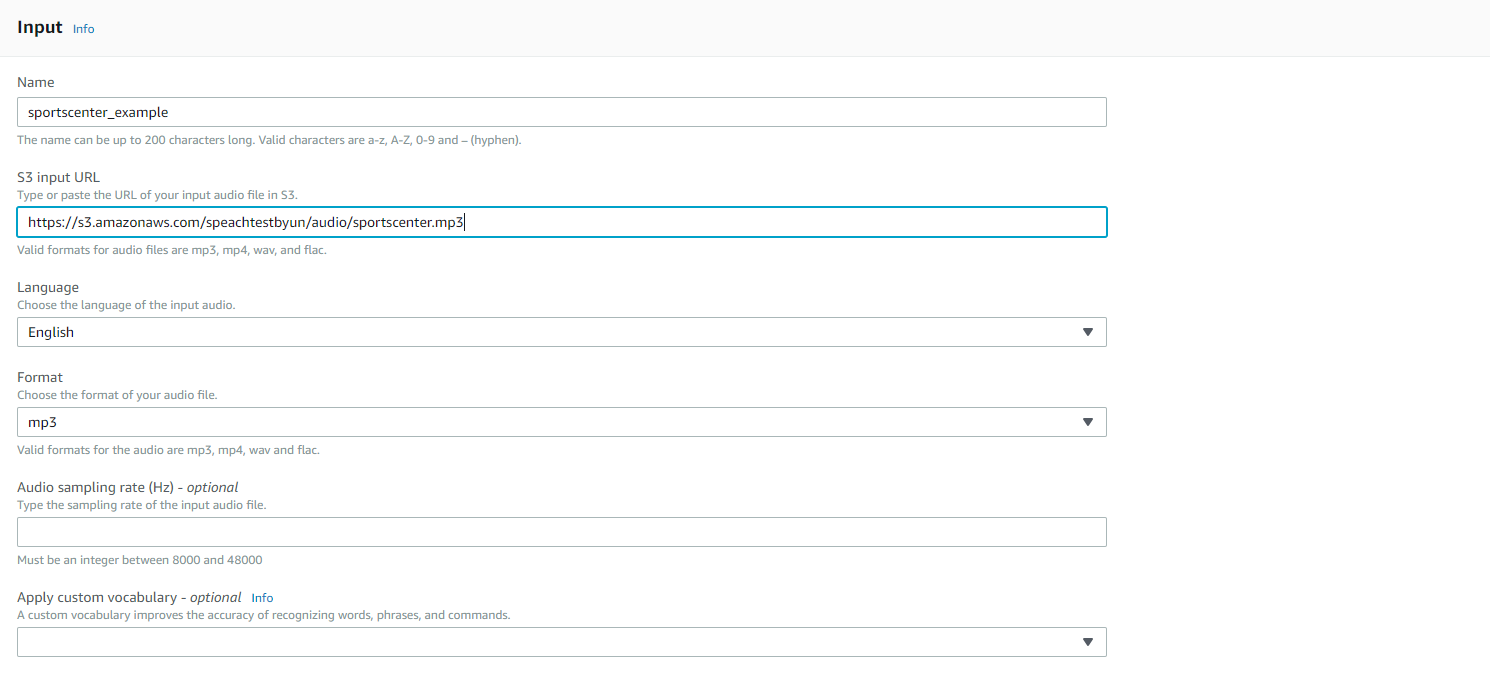 Input Info
Name
sportscenter_example
The name can be up to 200 characters long. Valid characters are a-z, A-Z, 0-9 and – (hyphen).
S3 input URL
Type or paste the URL of your input audio file in S3.
https://s3.amazonaws.com/speachtestbyun/audio/sportscenter.mp3
Valid formats for audio files are mp3, mp4, wav, and flac.
Language
Choose the language of the input audio.
English
Format
Choose the format of your audio file.
mp3
Valid formats for the audio are mp3, mp4, wav and flac.
Audio sampling rate (Hz) - optional
Type the sampling rate of the input audio file.
Must be an integer between 8000 and 48000
Apply custom vocabulary - optional Info
A custom vocabulary improves the accuracy of recognizing words, phrases, and commands.